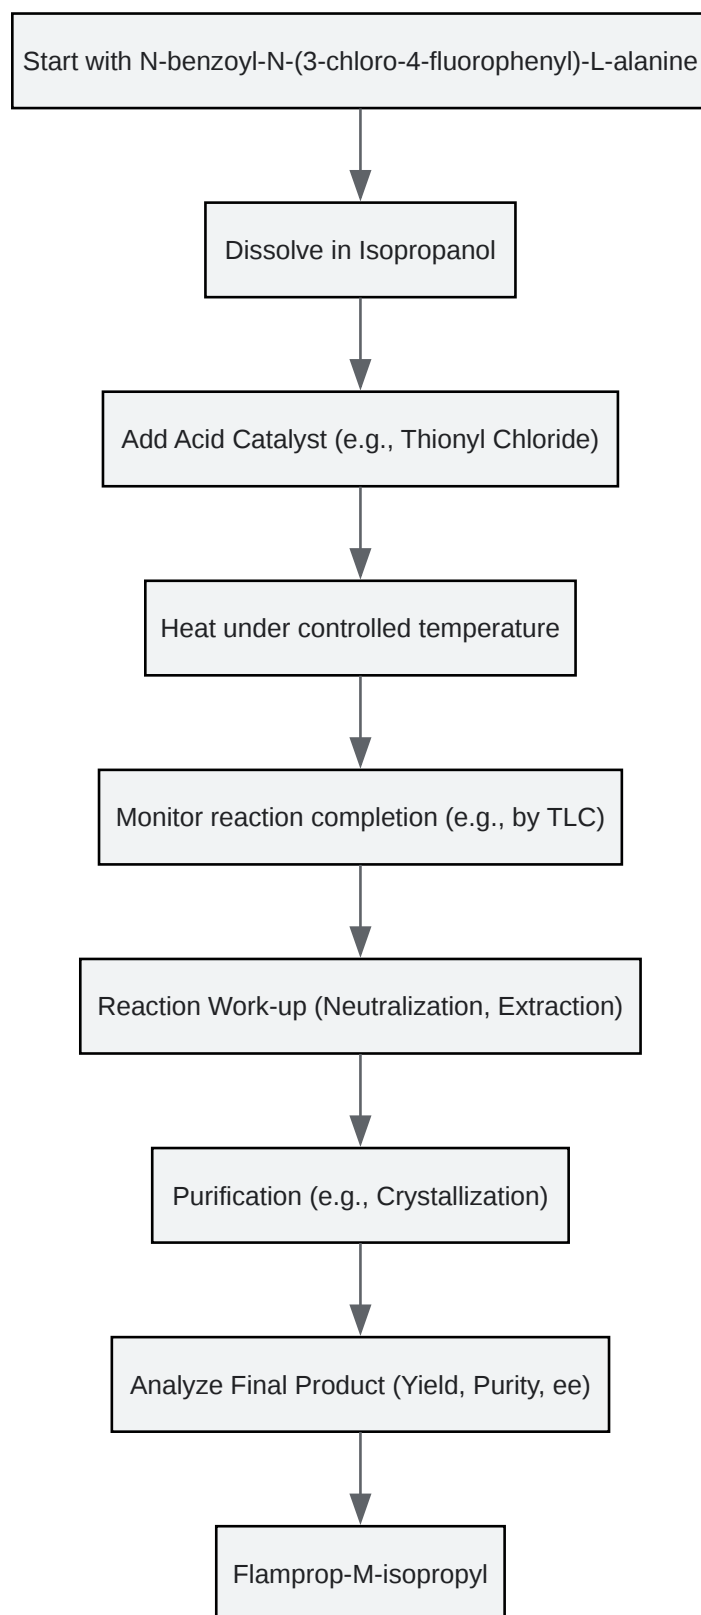 Start with N-benzoyl-N-(3-chloro-4-fluorophenyl)-L-alanine
Dissolve in Isopropanol
Add Acid Catalyst (e.g., Thionyl Chloride)
Heat under controlled temperature
Monitor reaction completion (e.g., by TLC)
Reaction Work-up (Neutralization, Extraction)
Purification (e.g., Crystallization)
Analyze Final Product (Yield, Purity, ee)
Flamprop-M-isopropyl